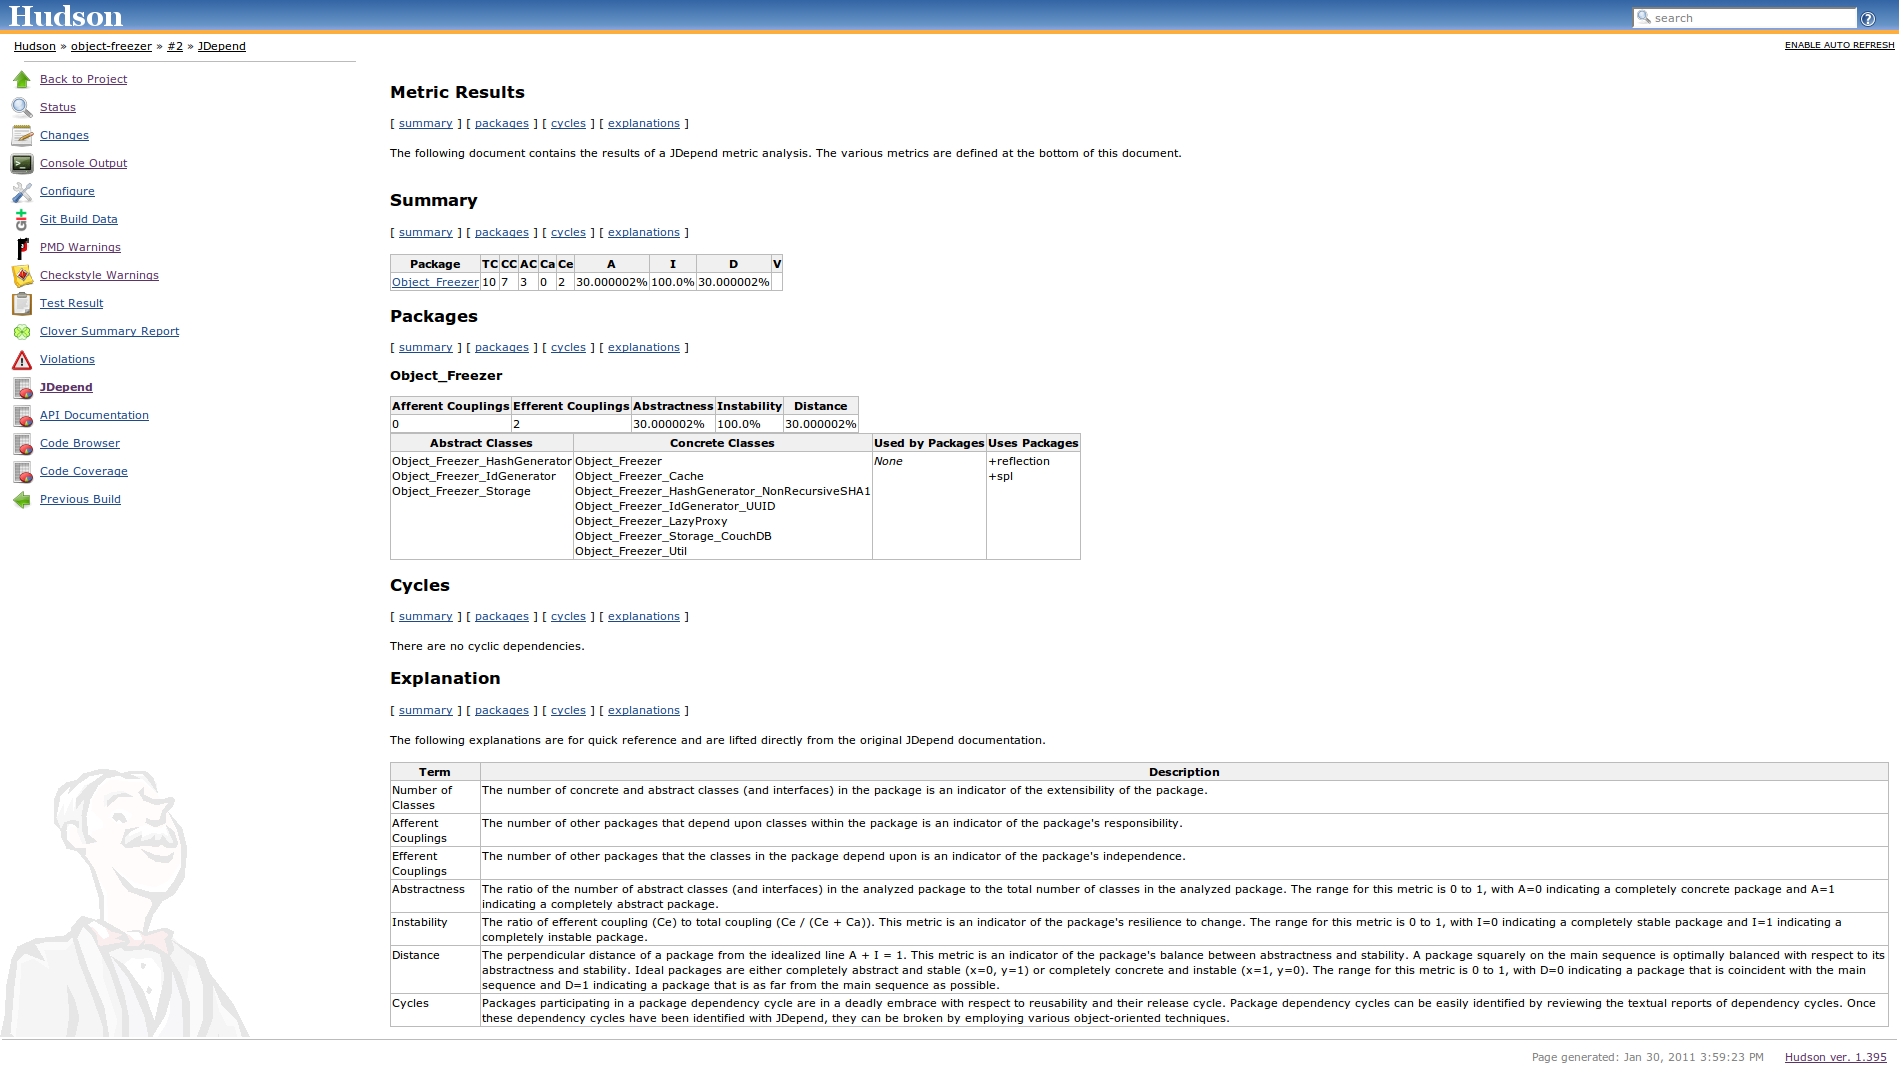 Hudson
search
Hudson » object-freezer » #2 » JDepend
ENABLE AUTO REFRESH
Back to Project
Status
Changes
Console Output
Configure
Git Build Data
PMD Warnings
Checkstyle Warnings
Test Result
Clover Summary Report
Violations
JDepend
API Documentation
Code Browser
Code Coverage
Previous Build
Metric Results
[ summary ] [ packages ] [ cycles ] [ explanations ]
The following document contains the results of a JDepend metric analysis. The various metrics are defined at the bottom of this document.
Summary
[ summary ] [ packages ] [ cycles ] [ explanations ]
Package TC CC AC Ca Ce A I D V
Object_Freezer 10 7 3 0 2 30.000002% 100.0% 30.000002%
Packages
[ summary ] [ packages ] [ cycles ] [ explanations ]
Object_Freezer
Afferent Couplings Efferent Couplings Abstractness Instability Distance
0 2 30.000002% 100.0% 30.000002%
Abstract Classes Concrete Classes Used by Packages Uses Packages
Object_Freezer_HashGenerator Object_Freezer None +reflection
Object_Freezer_IdGenerator Object_Freezer_Cache +spl
Object_Freezer_Storage Object_Freezer_HashGenerator_NonRecursiveSHA1
Object_Freezer_IdGenerator_UUID
Object_Freezer_LazyProxy
Object_Freezer_Storage_CouchDB
Object_Freezer_Util
Cycles
[ summary ] [ packages ] [ cycles ] [ explanations ]
There are no cyclic dependencies.
Explanation
[ summary ] [ packages ] [ cycles ] [ explanations ]
The following explanations are for quick reference and are lifted directly from the original JDepend documentation.
Term Description
Number of Classes The number of concrete and abstract classes (and interfaces) in the package is an indicator of the extensibility of the package.
Afferent Couplings The number of other packages that depend upon classes within the package is an indicator of the package's responsibility.
Efferent Couplings The number of other packages that the classes in the package depend upon is an indicator of the package's independence.
Abstractness The ratio of the number of abstract classes (and interfaces) in the analyzed package to the total number of classes in the analyzed package. The range for this metric is 0 to 1, with A=0 indicating a completely concrete package and A=1
indicating a completely abstract package.
Instability The ratio of efferent coupling (Ce) to total coupling (Ce / (Ce + Ca)). This metric is an indicator of the package's resilience to change. The range for this metric is 0 to 1, with I=0 indicating a completely stable package and I=1 indicating a
completely instable package.
Distance The perpendicular distance of a package from the idealized line A + I = 1. This metric is an indicator of the package's balance between abstractness and stability. A package squarely on the main sequence is optimally balanced with respect to its
abstractness and stability. Ideal packages are either completely abstract and stable (x=0, y=1) or completely concrete and instable (x=1, y=0). The range for this metric is 0 to 1, with D=0 indicating a package that is coincident with the main
sequence and D=1 indicating a package that is as far from the main sequence as possible.
Cycles Packages participating in a package dependency cycle are in a deadly embrace with respect to reusability and their release cycle. Package dependency cycles can be easily identified by reviewing the textual reports of dependency cycles. Once
these dependency cycles have been identified with JDepend, they can be broken by employing various object-oriented techniques.
Page generated: Jan 30, 2011 3:59:23 PM Hudson ver. 1.395